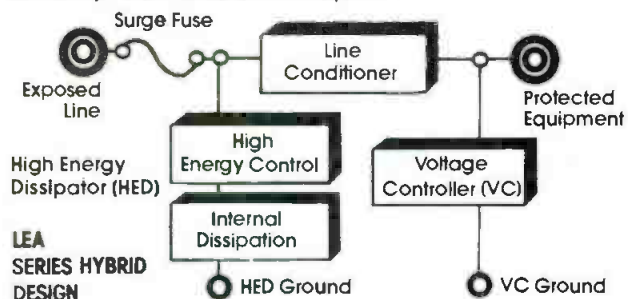 Surge Fuse
Line
Conditioner
Exposed
Line
Protected
Equipment
High
Energy Control
High Energy
Dissipator (HED)
Voltage
Controller (VC)
Internal
Dissipation
LEA
SERIES HYBRID
DESIGN
HED Ground
VC Ground